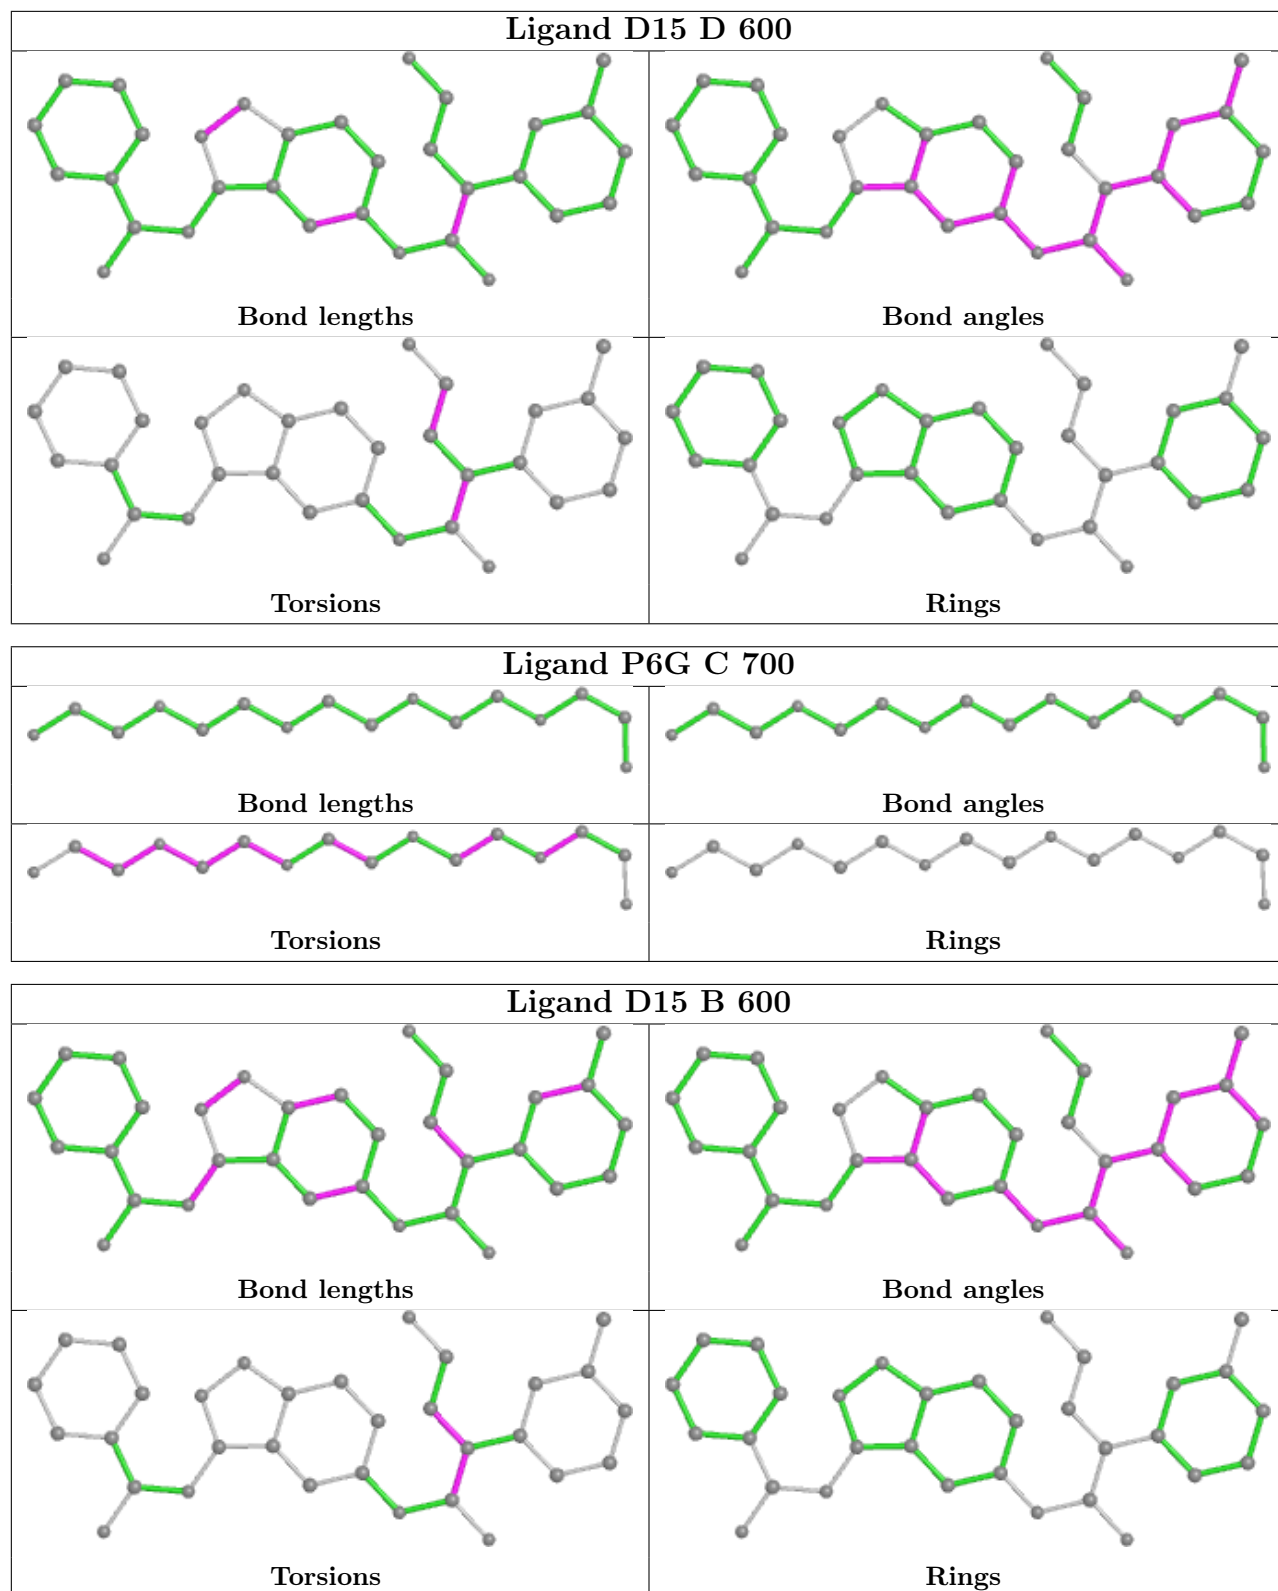 Ligand D15 D 600
Bond lengths
Bond angles
Torsions
Rings
Ligand P6G C 700
Bond lengths
Bond angles
Torsions
Rings
Ligand D15 B 600
Bond lengths
Bond angles
Torsions
Rings